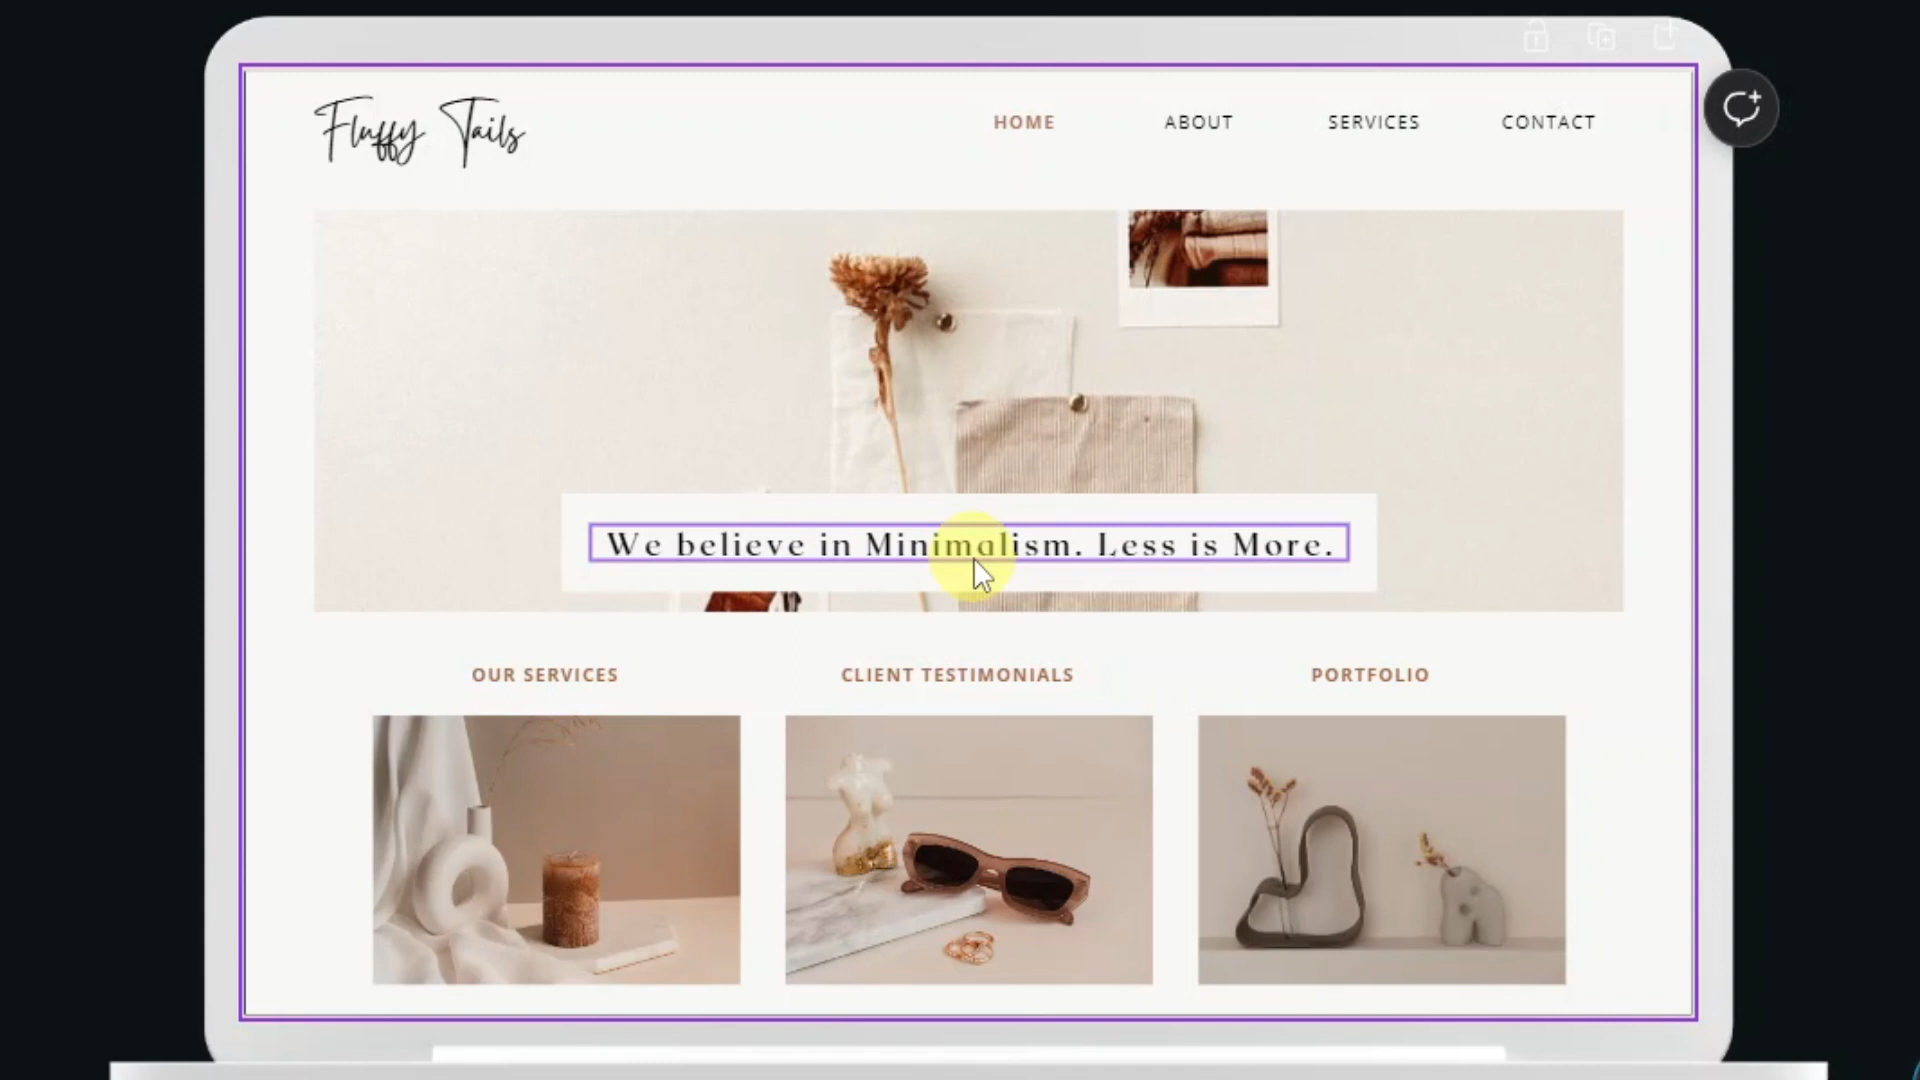 Fluffy Tails
HOME ABOUT SERVICES CONTACT
We believe in Minimalism. Less is More.
OUR SERVICES CLIENT TESTIMONIALS PORTFOLIO